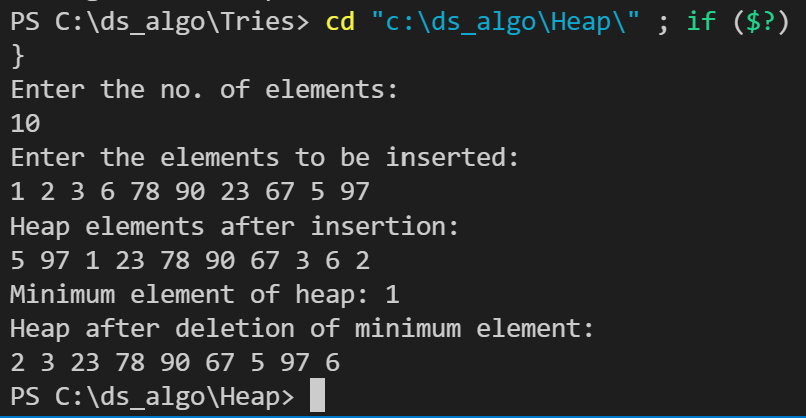 PS C:\ds_algo\Tries> cd "c:\ds_algo\Heap\" ; if ($?)
}
Enter the no. of elements:
10
Enter the elements to be inserted:
1 2 3 6 78 90 23 67 5 97
Heap elements after insertion:
5 97 1 23 78 90 67 3 6 2
Minimum element of heap: 1
Heap after deletion of minimum element:
2 3 23 78 90 67 5 97 6
PS C:\ds_algo\Heap>